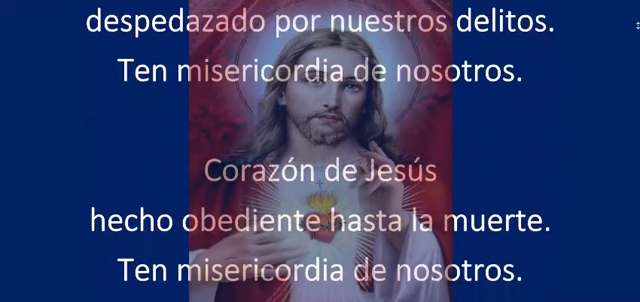 despedazado por nuestros delitos.
Ten misericordia de nosotros.
Corazón de Jesús
hecho obediente hasta la muerte.
Ten misericordia de nosotros.